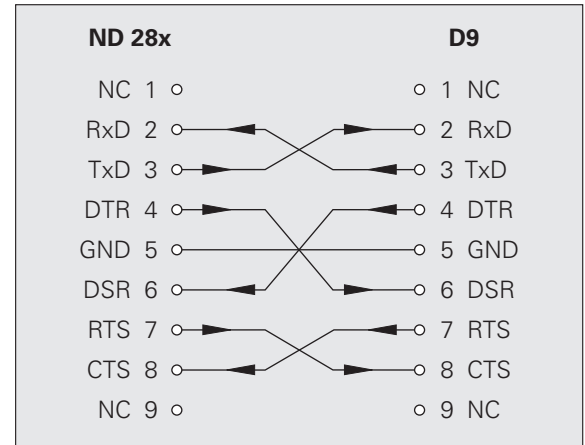 ND 28x D9
NC 1 1 NC
RxD 2 2 RxD
TxD 3 3 TxD
DTR 4 4 DTR
GND 5 5 GND
DSR 6 6 DSR
RTS 7 7 RTS
CTS 8 8 CTS
NC 9 9 NC